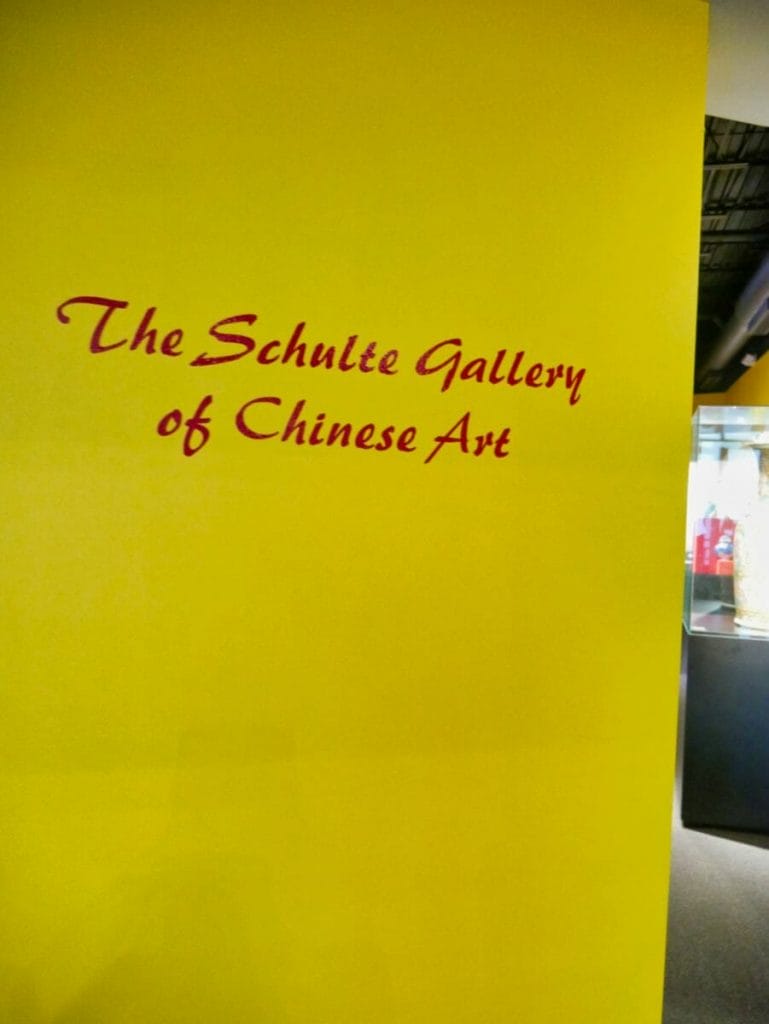 The Schulte Gallery
of Chinese Art